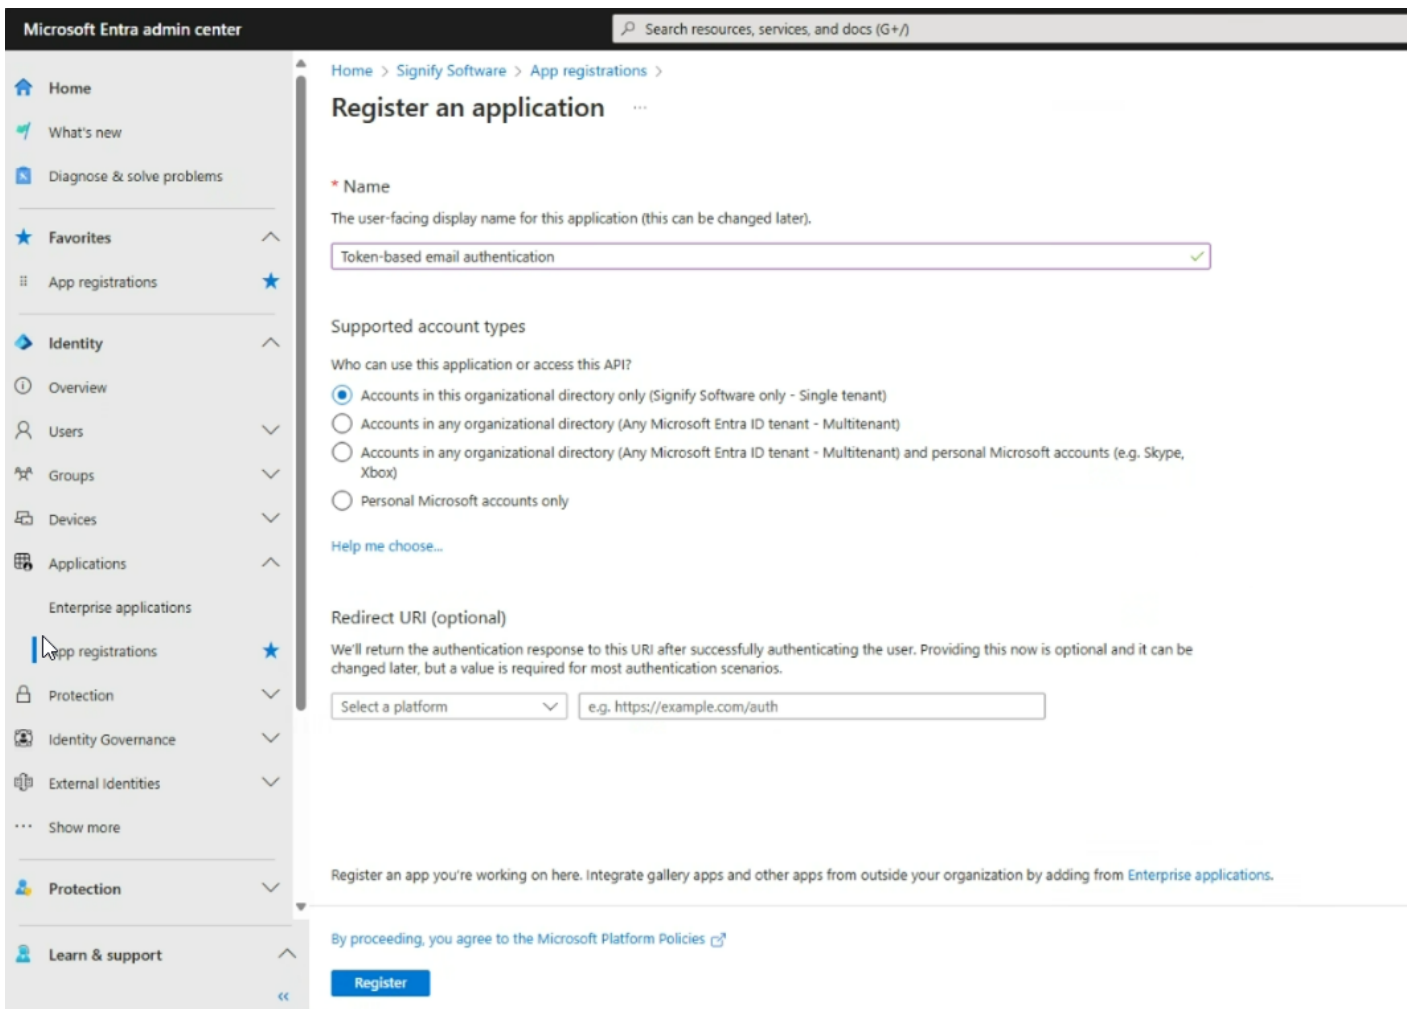 Microsoft Entra admin center
Search resources, services, and docs (G+/)
Home
What's new
Diagnose & solve problems
Favorites
App registrations
Identity
Overview
Users
Groups
Devices
Applications
Enterprise applications
App registrations
Protection
Identity Governance
External Identities
Show more
Protection
Learn & support
Home > Signify Software > App registrations >
Register an application
* Name
The user-facing display name for this application (this can be changed later).
Token-based email authentication
Supported account types
Who can use this application or access this API?
Accounts in this organizational directory only (Signify Software only - Single tenant)
Accounts in any organizational directory (Any Microsoft Entra ID tenant - Multitenant)
Accounts in any organizational directory (Any Microsoft Entra ID tenant - Multitenant) and personal Microsoft accounts (e.g. Skype,
Xbox)
Personal Microsoft accounts only
Help me choose...
Redirect URI (optional)
We'll return the authentication response to this URI after successfully authenticating the user. Providing this now is optional and it can be
changed later, but a value is required for most authentication scenarios.
Select a platform
e.g. https://example.com/auth
Register an app you're working on here. Integrate gallery apps and other apps from outside your organization by adding from Enterprise applications.
By proceeding, you agree to the Microsoft Platform Policies
Register